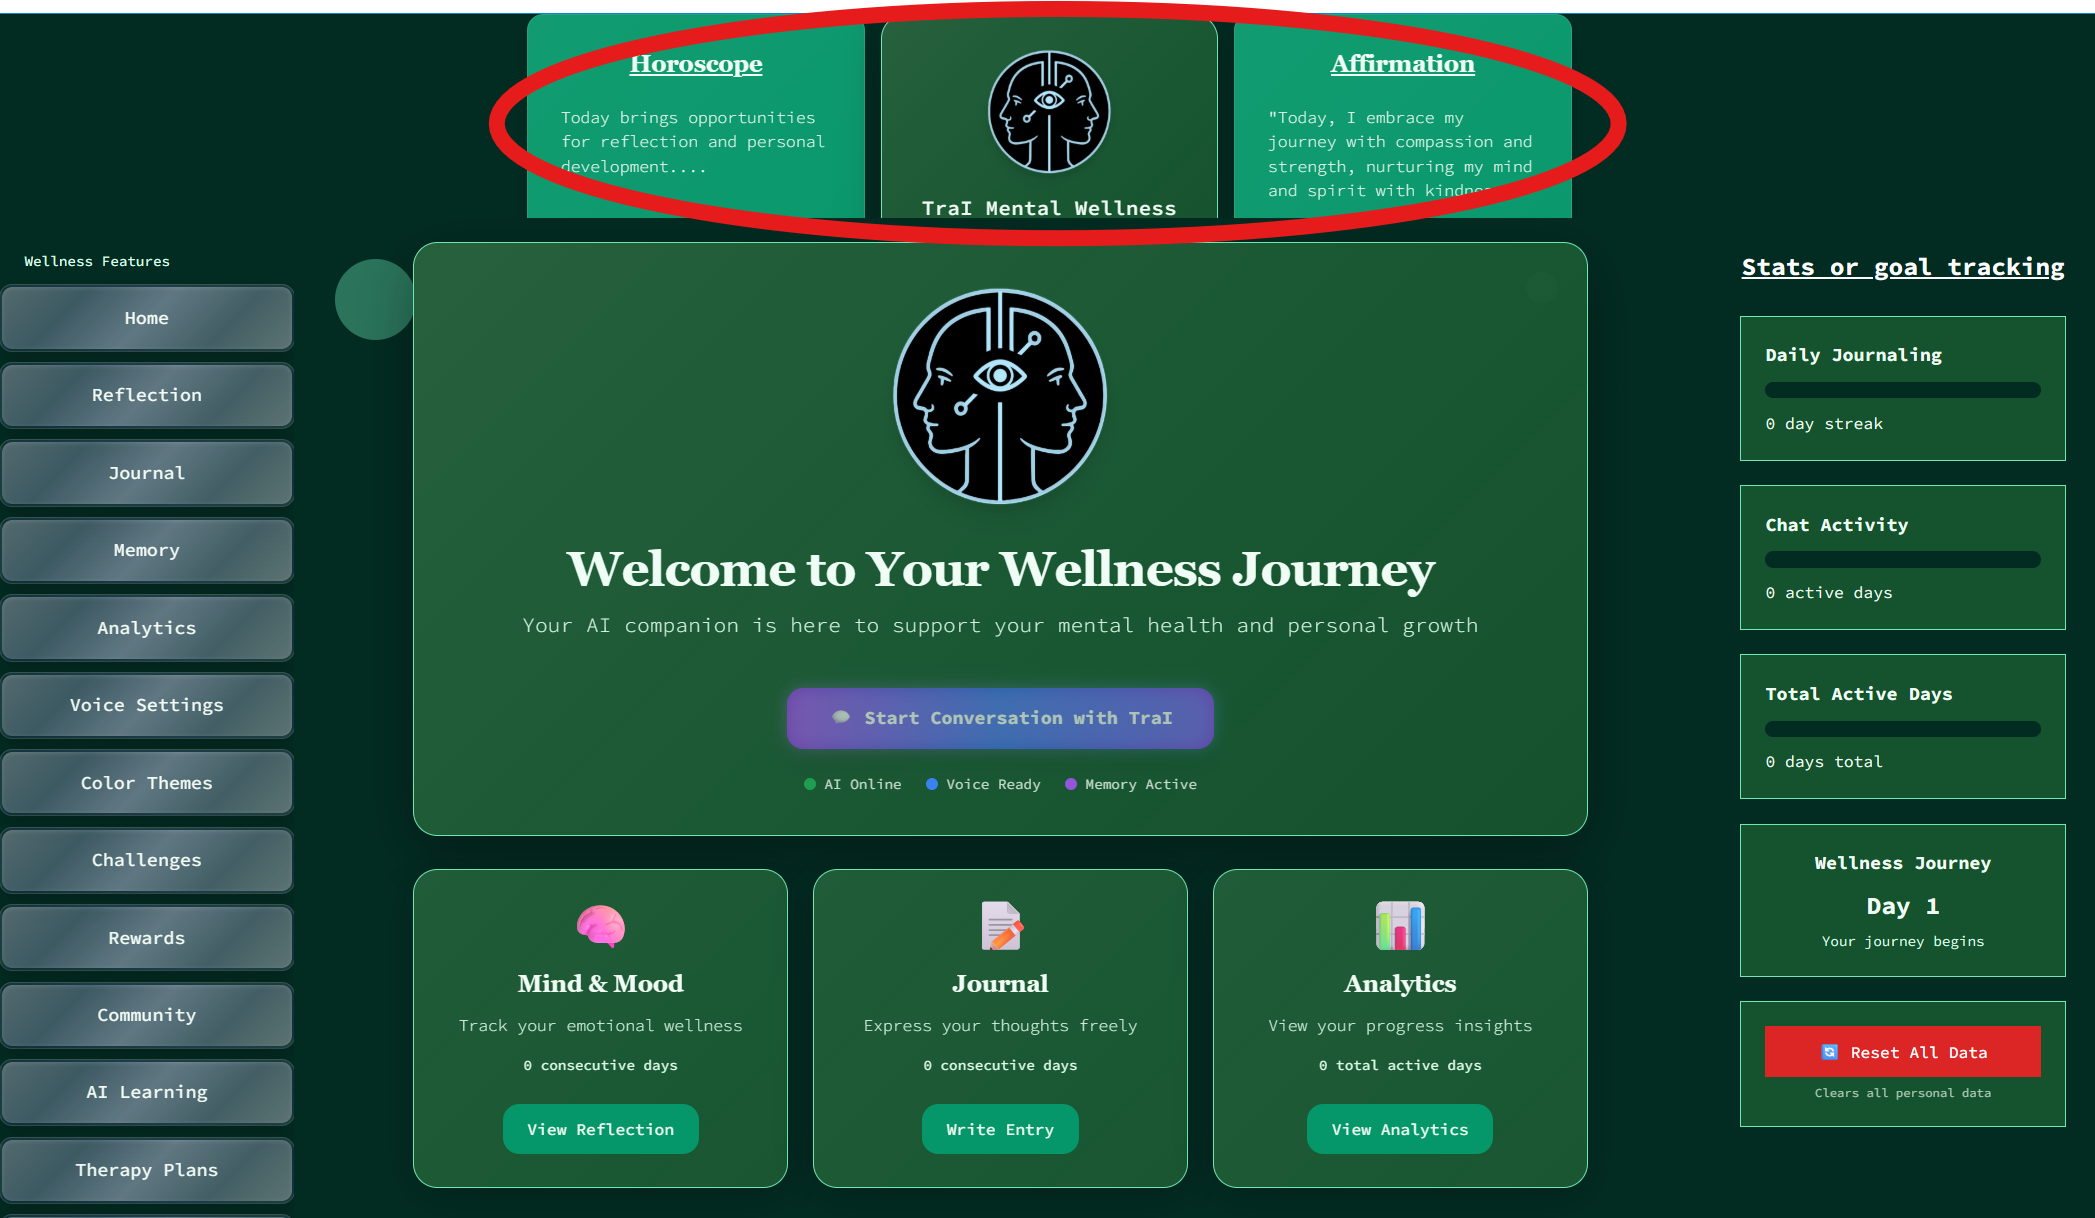 Horoscope
Today brings opportunities
for reflection and personal
development....
TraI Mental Wellness
Affirmation
"Today, I embrace my
journey with compassion and
strength, nurturing my mind
and spirit with
Wellness Features
Home
Reflection
Journal
Memory
Analytics
Voice Settings
Color Themes
Challenges
Rewards
Community
AI Learning
Therapy Plans
Welcome to Your Wellness Journey
Your AI companion is here to support your mental health and personal growth
Start Conversation with TraI
AI Online
Voice Ready
Memory Active
Mind & Mood
Track your emotional wellness
0 consecutive days
View Reflection
Journal
Express your thoughts freely
0 consecutive days
Write Entry
Analytics
View your progress insights
0 total active days
View Analytics
Stats or goal tracking
Daily Journaling
0 day streak
Chat Activity
0 active days
Total Active Days
0 days total
Wellness Journey
Day 1
Your journey begins
Reset All Data
Clears all personal data